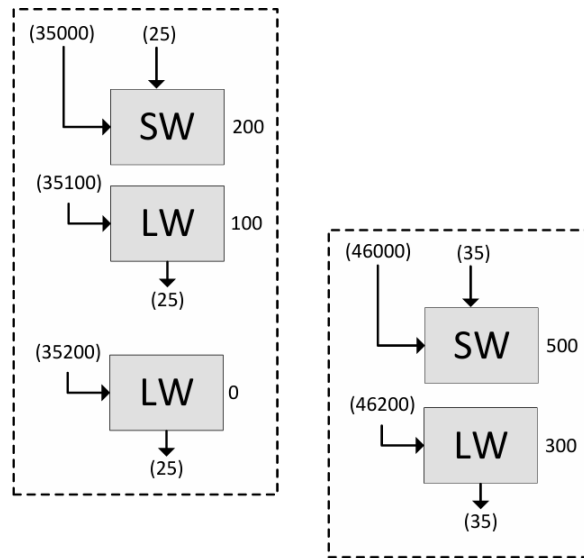 (35000) (25)
SW 200
(35100)
LW 100
(25)
(35200)
LW 0
(25)
(46000) (35)
SW 500
(46200)
LW 300
(35)